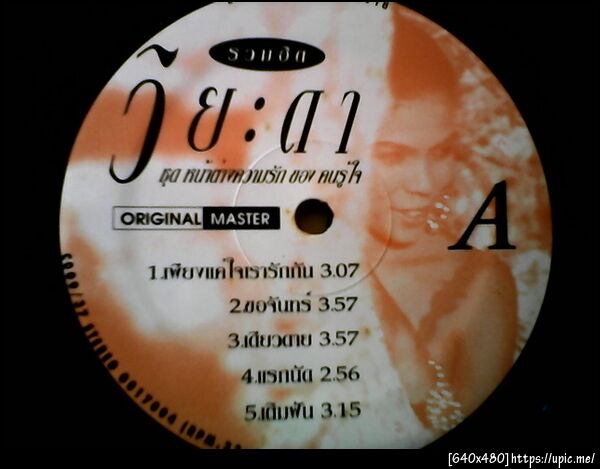 รวมฮิต
วิยะดา
ชุด หน้าต่างความรัก ของ คนรู้ใจ
ORIGINAL MASTER
A
1.เพียงแค่ใจเรารักกัน 3.07
2.ขอจันทร์ 3.57
3.เดียวดาย 3.57
4.แรกนัด 2.56
5.เติมฝัน 3.15
STEREO 0017004
[640x480]https://upic.me/